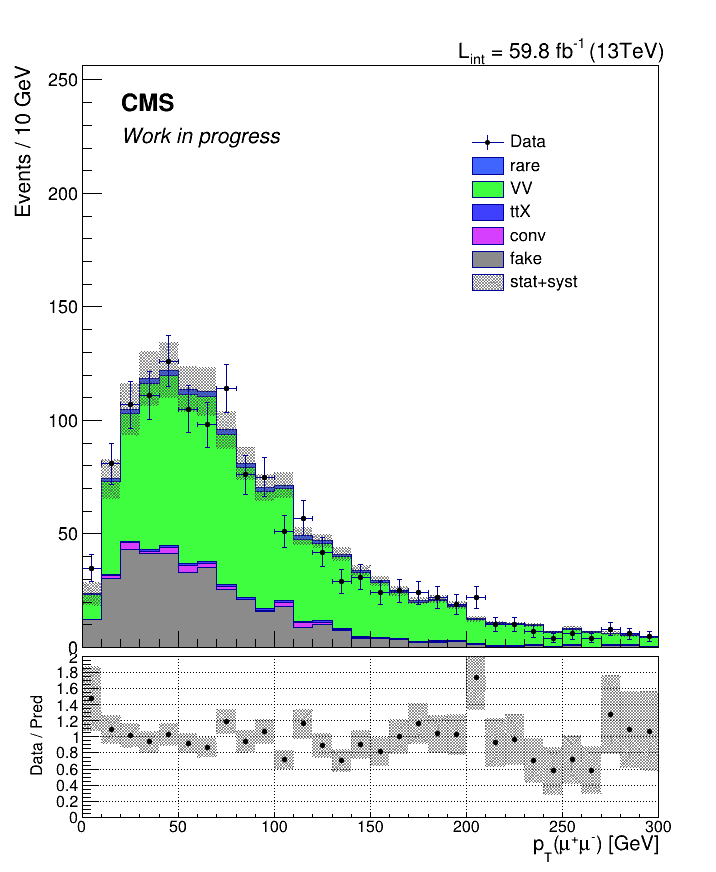 L_int = 59.8 fb⁻¹ (13TeV)
Events / 10 GeV
250
200
150
100
50
0
CMS
Work in progress
Data
rare
VV
ttX
conv
fake
stat+syst
Data / Pred
2
1.8
1.6
1.4
1.2
1
0.8
0.6
0.4
0.2
0
0 50 100 150 200 250 300
p_T(μ⁺μ⁻) [GeV]